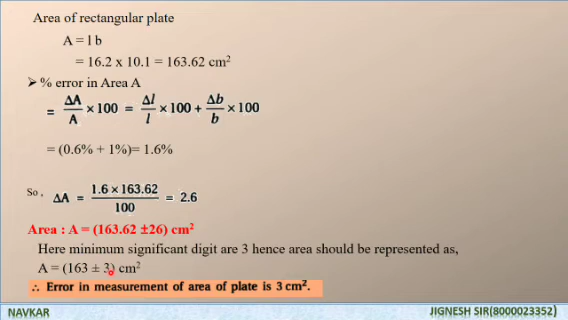 Area of rectangular plate
A = l b
= 16.2 x 10.1 = 163.62 cm²
➢ % error in Area A
= ΔA/A × 100 = Δl/l × 100 + Δb/b × 100
= (0.6% + 1%)= 1.6%
So , ΔA = 1.6 × 163.62 / 100 = 2.6
Area : A = (163.62 ±26) cm²
Here minimum significant digit are 3 hence area should be represented as,
A = (163 ± 3) cm²
∴ Error in measurement of area of plate is 3 cm².
NAVKAR JIGNESH SIR(8000023352)